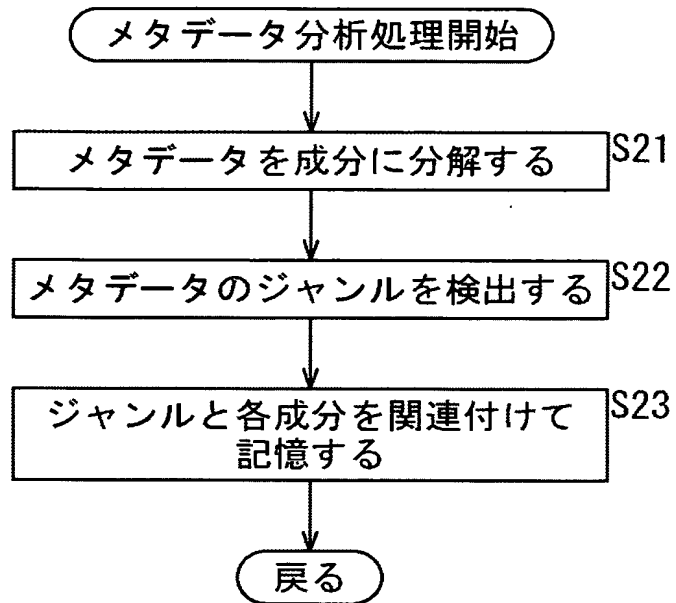 メタデータ分析処理開始
メタデータを成分に分解する
S21
メタデータのジャンルを検出する
S22
ジャンルと各成分を関連付けて
記憶する
S23
戻る